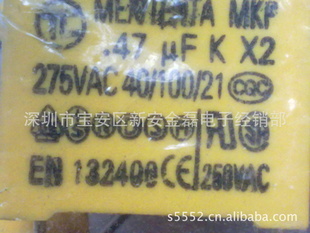 MKP
.47 µF K X2
275VAC 40/100/21 CQC
深圳市宝安区新安金磊电子经销部
EN 132400 CE 250VAC
s5552.cn.alibaba.com